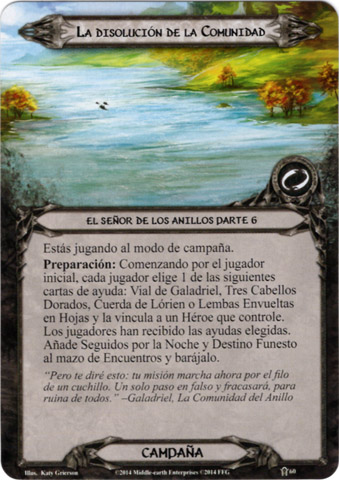 La disolución de la Comunidad
El Señor de los Anillos Parte 6
Estás jugando al modo de campaña.
Preparación: Comenzando por el jugador
inicial, cada jugador elige 1 de las siguientes
cartas de ayuda: Vial de Galadriel, Tres Cabellos
Dorados, Cuerda de Lórien o Lembas Envueltas
en Hojas y la vincula a un Héroe que controle.
Los jugadores han recibido las ayudas elegidas.
Añade Seguidos por la Noche y Destino Funesto
al mazo de Encuentros y barájalo.
“Pero te diré esto: tu misión marcha ahora por el filo
de un cuchillo. Un solo paso en falso y fracasará, para
ruina de todos.” –Galadriel, La Comunidad del Anillo
Campaña
Illus. Katy Grierson ©2014 Middle-earth Enterprises ©2014 FFG 60